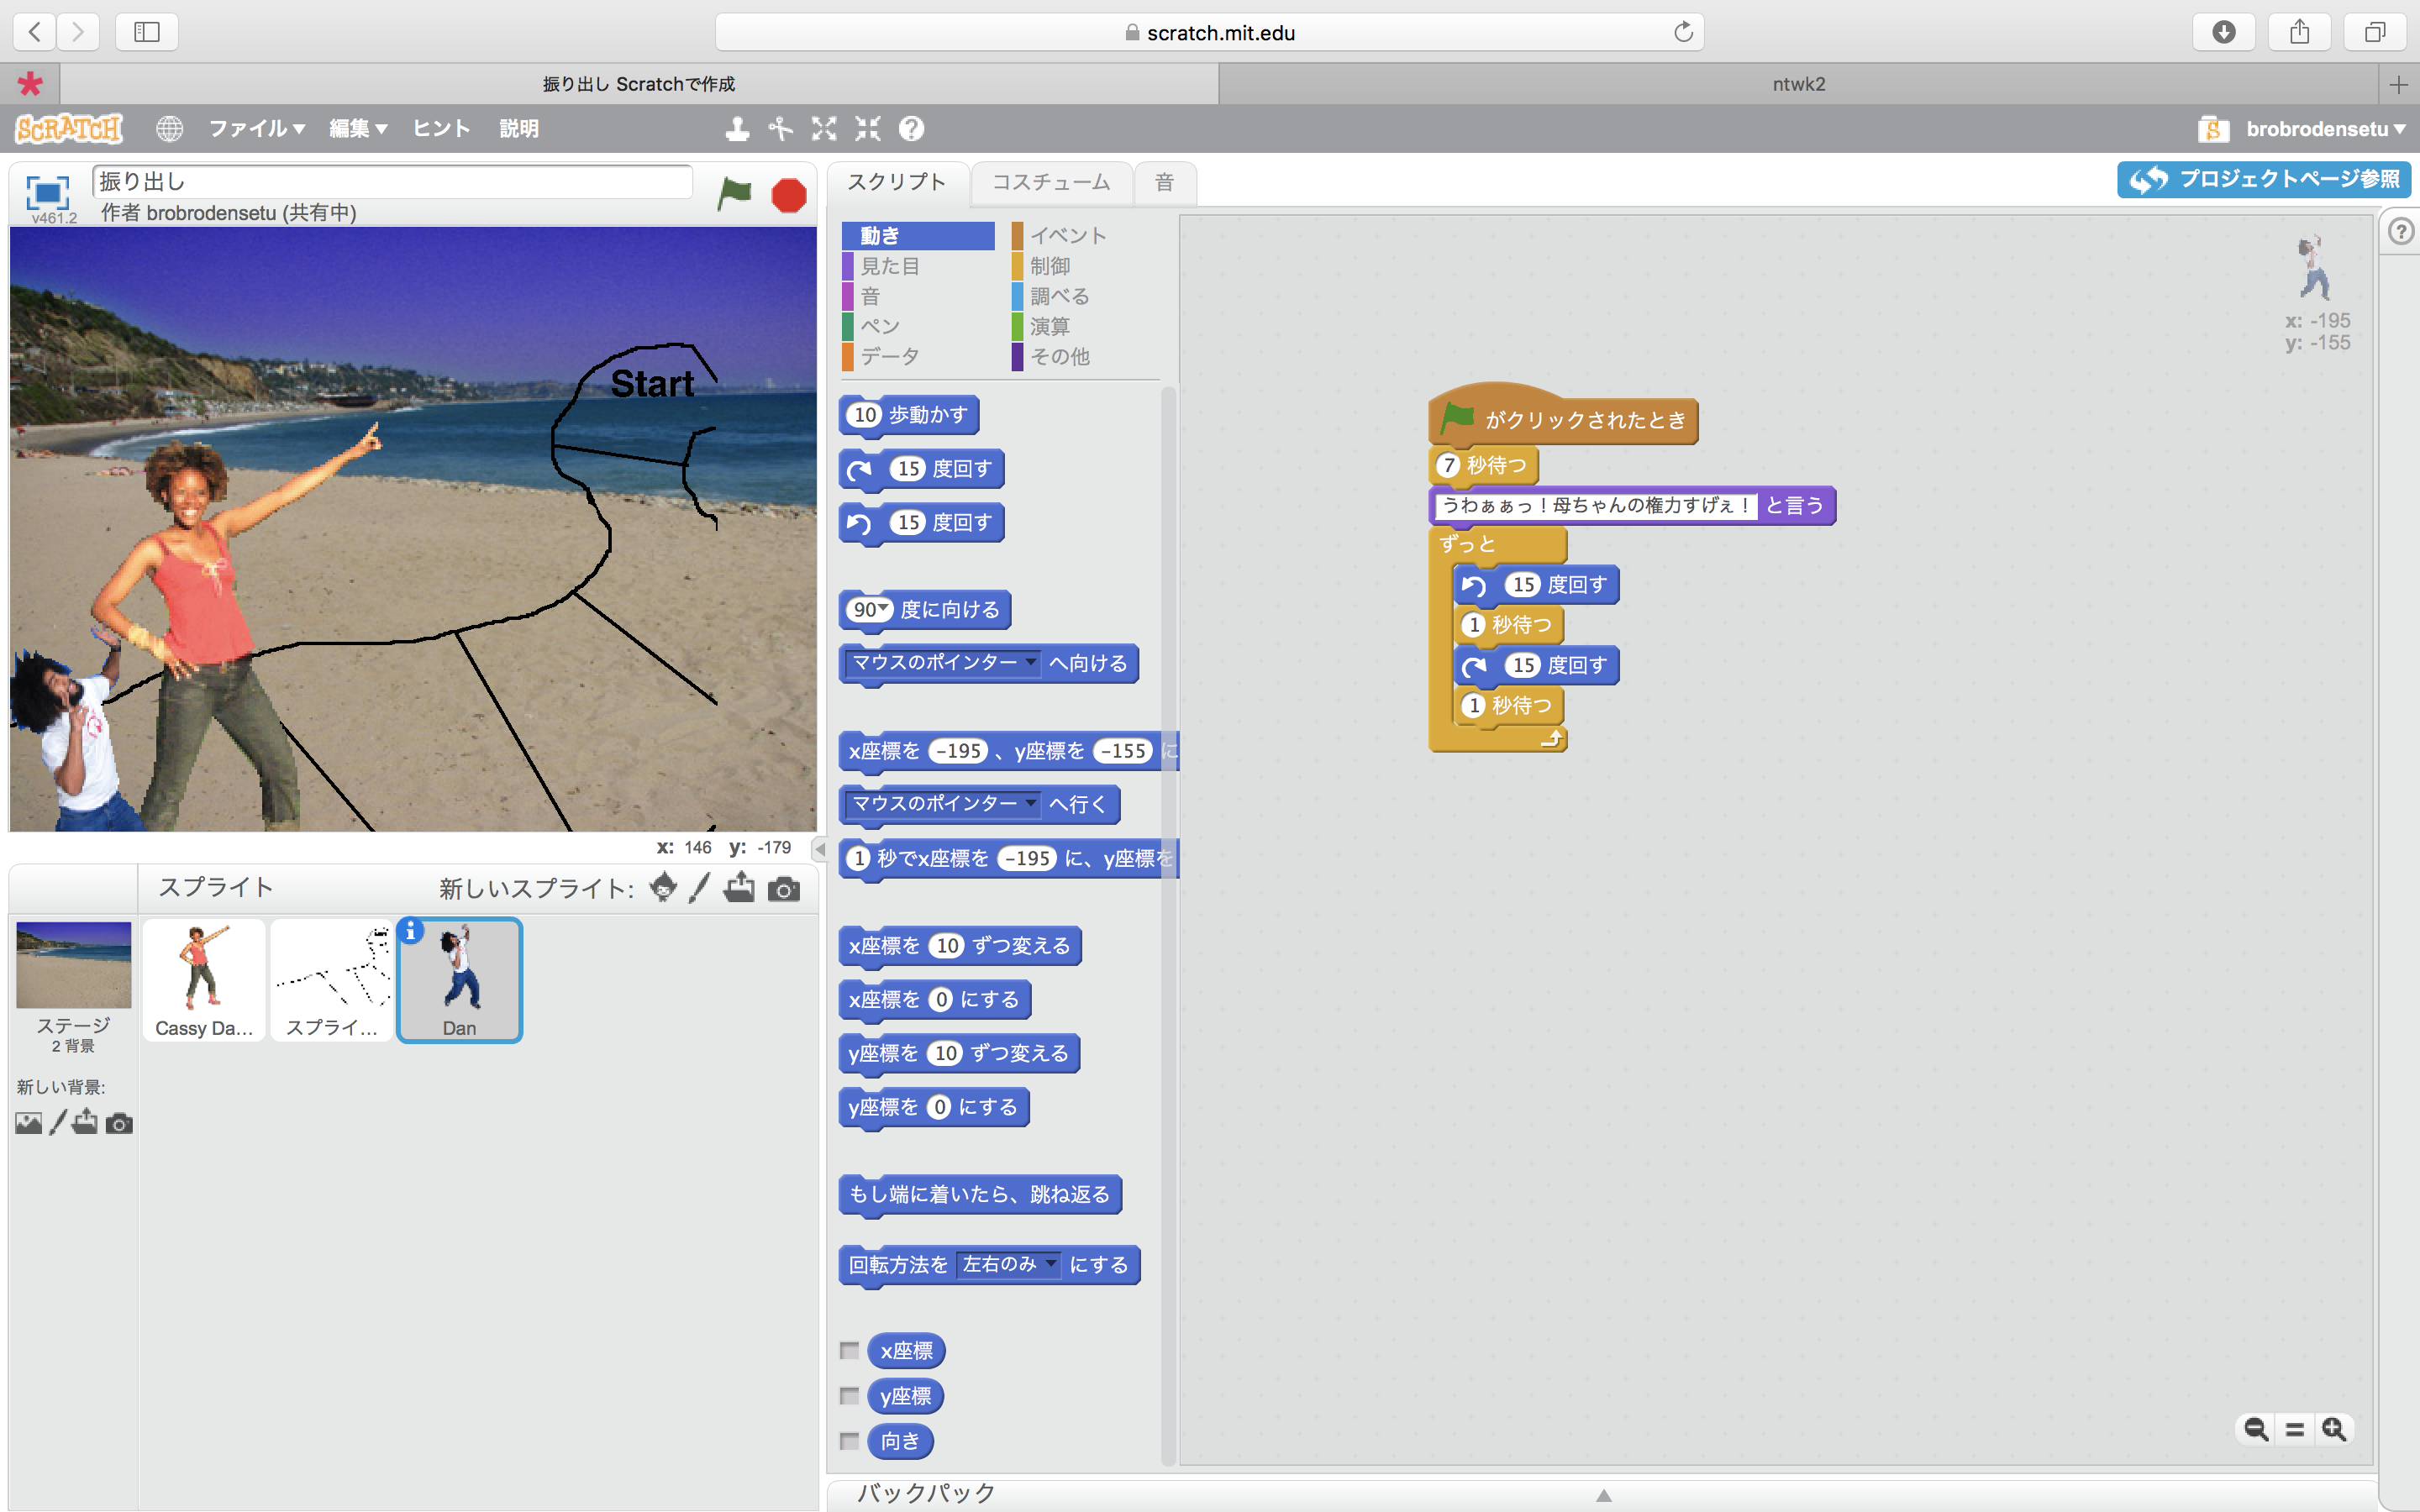 scratch.mit.edu
振り出し Scratchで作成
ntwk2
SCRATCH
ファイル▼ 編集▼ ヒント 説明
brobrodensetu▼
振り出し
v461.2
作者 brobrodensetu (共有中)
スクリプト
コスチューム
音
プロジェクトページ参照
Start
x: 146 y: -179
スプライト
新しいスプライト:
ステージ
2 背景
新しい背景:
Cassy Da...
スプライ...
Dan
動き
イベント
見た目
制御
音
調べる
ペン
演算
データ
その他
10 歩動かす
15 度回す
15 度回す
90▼ 度に向ける
マウスのポインター へ向ける
x座標を -195 、y座標を -155 に
マウスのポインター へ行く
1 秒でx座標を -195 に、y座標を
x座標を 10 ずつ変える
x座標を 0 にする
y座標を 10 ずつ変える
y座標を 0 にする
もし端に着いたら、跳ね返る
回転方法を 左右のみ にする
x座標
y座標
向き
がクリックされたとき
7 秒待つ
うわぁぁっ！母ちゃんの権力すげぇ！ と言う
ずっと
15 度回す
1 秒待つ
15 度回す
1 秒待つ
x: -195
y: -155
バックパック